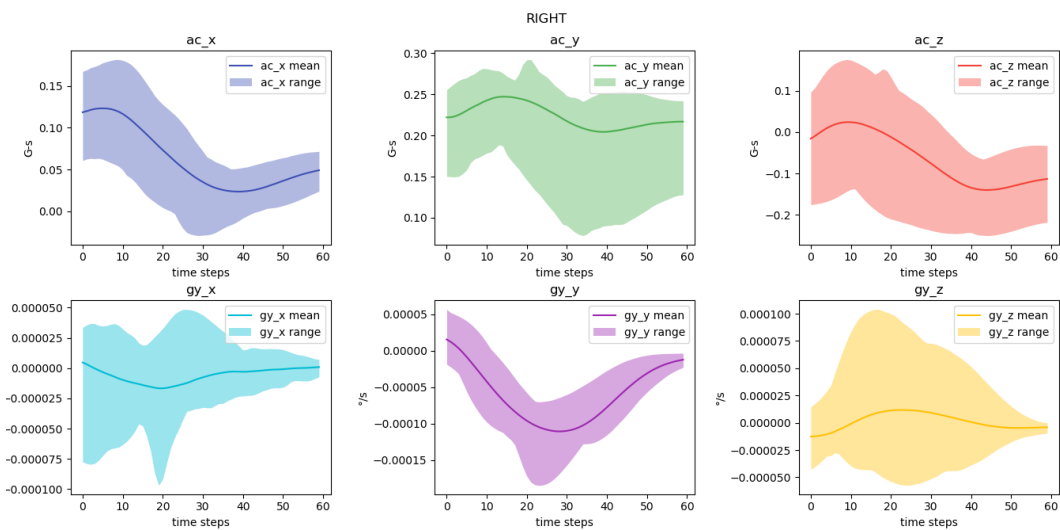 RIGHT
ac_x
ac_y
ac_z
ac_x mean
ac_x range
G-s
0.15
0.10
0.05
0.00
0 10 20 30 40 50 60
time steps
ac_y mean
ac_y range
G-s
0.30
0.25
0.20
0.15
0.10
0 10 20 30 40 50 60
time steps
ac_z mean
ac_z range
G-s
0.1
0.0
−0.1
−0.2
0 10 20 30 40 50 60
time steps
gy_x
gy_y
gy_z
gy_x mean
gy_x range
0.000050
0.000025
0.000000
−0.000025
−0.000050
−0.000075
−0.000100
0 10 20 30 40 50 60
time steps
gy_y mean
gy_y range
°/s
0.00005
0.00000
−0.00005
−0.00010
−0.00015
0 10 20 30 40 50 60
time steps
gy_z mean
gy_z range
°/s
0.000100
0.000075
0.000050
0.000025
0.000000
−0.000025
−0.000050
0 10 20 30 40 50 60
time steps